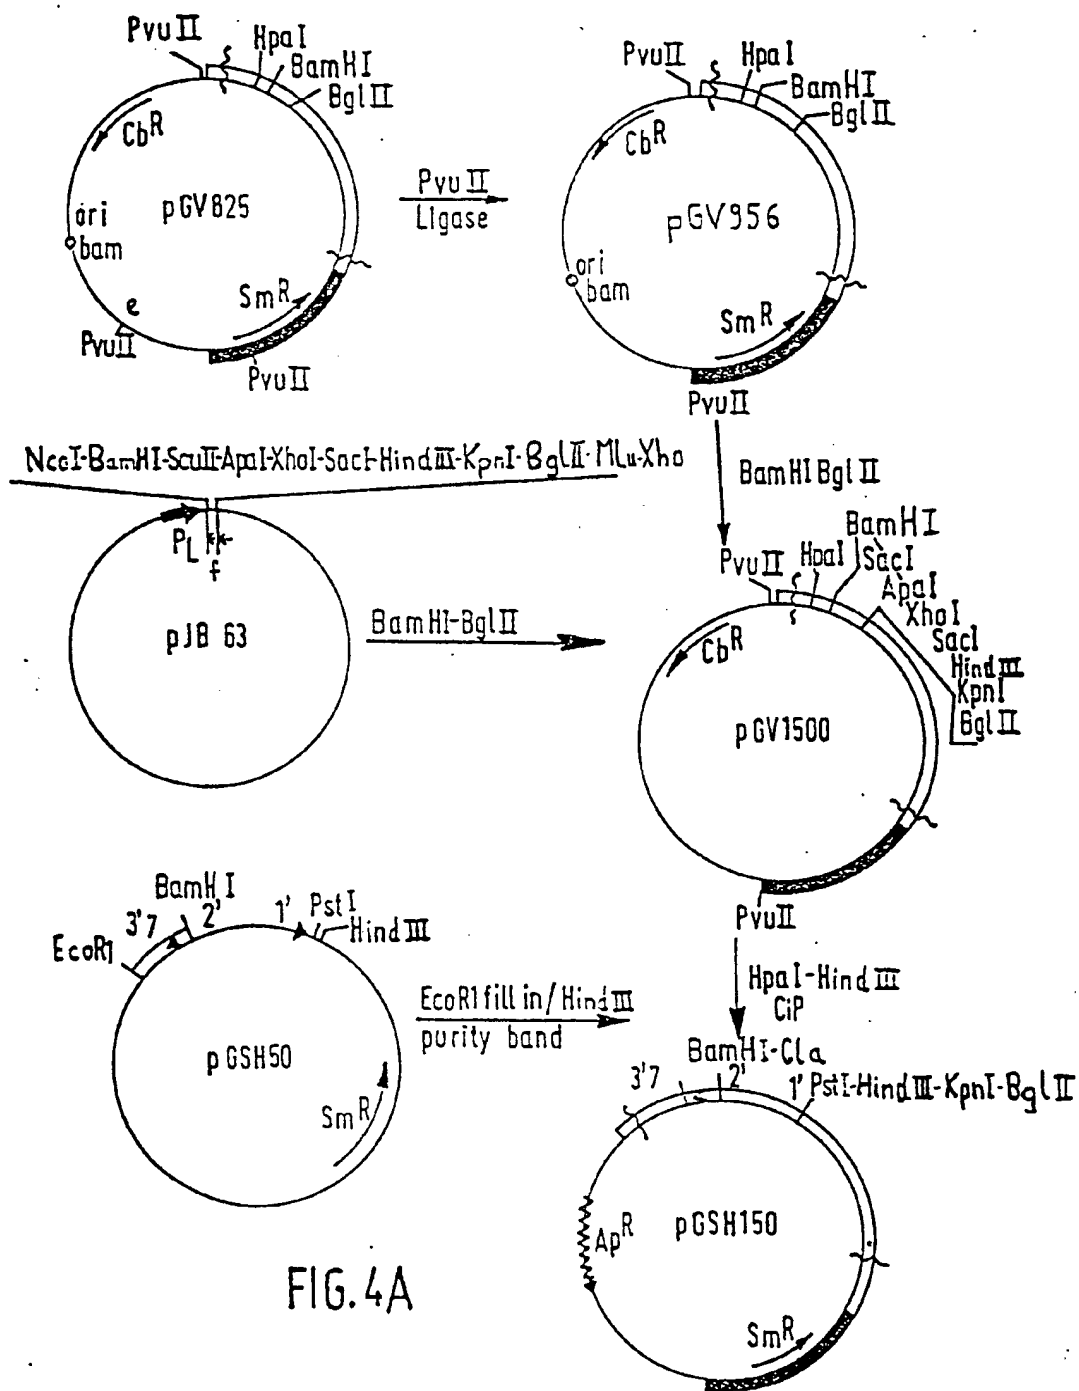 PvuII
HpaI
BamHI
BglII
CbR
pGV825
ori
bam
e
PvuII
SmR
PvuII
PvuII
Ligase
PvuII
HpaI
BamHI
BglII
CbR
pGV956
ori
bam
SmR
PvuII
NcoI-BamHI-ScuII-ApaI-XhoI-SacI-HindIII-KpnI-BglII-MLu-Xho
PL
f
pJB 63
BamHI-BglII
BamHI BglII
PvuII
HpaI
BamHI
SacI
ApaI
XhoI
SacI
HindIII
KpnI
BglII
CbR
pGV1500
PvuII
BamHI
3'7
2'
1'
PstI
HindIII
EcoR1
pGSH50
SmR
EcoR1 fill in/HindIII
purity band
HpaI-HindIII
CiP
BamHI-Cla
3'7
2'
1'
PstI-HindIII-KpnI-BglII
ApR
pGSH150
SmR
FIG.4A